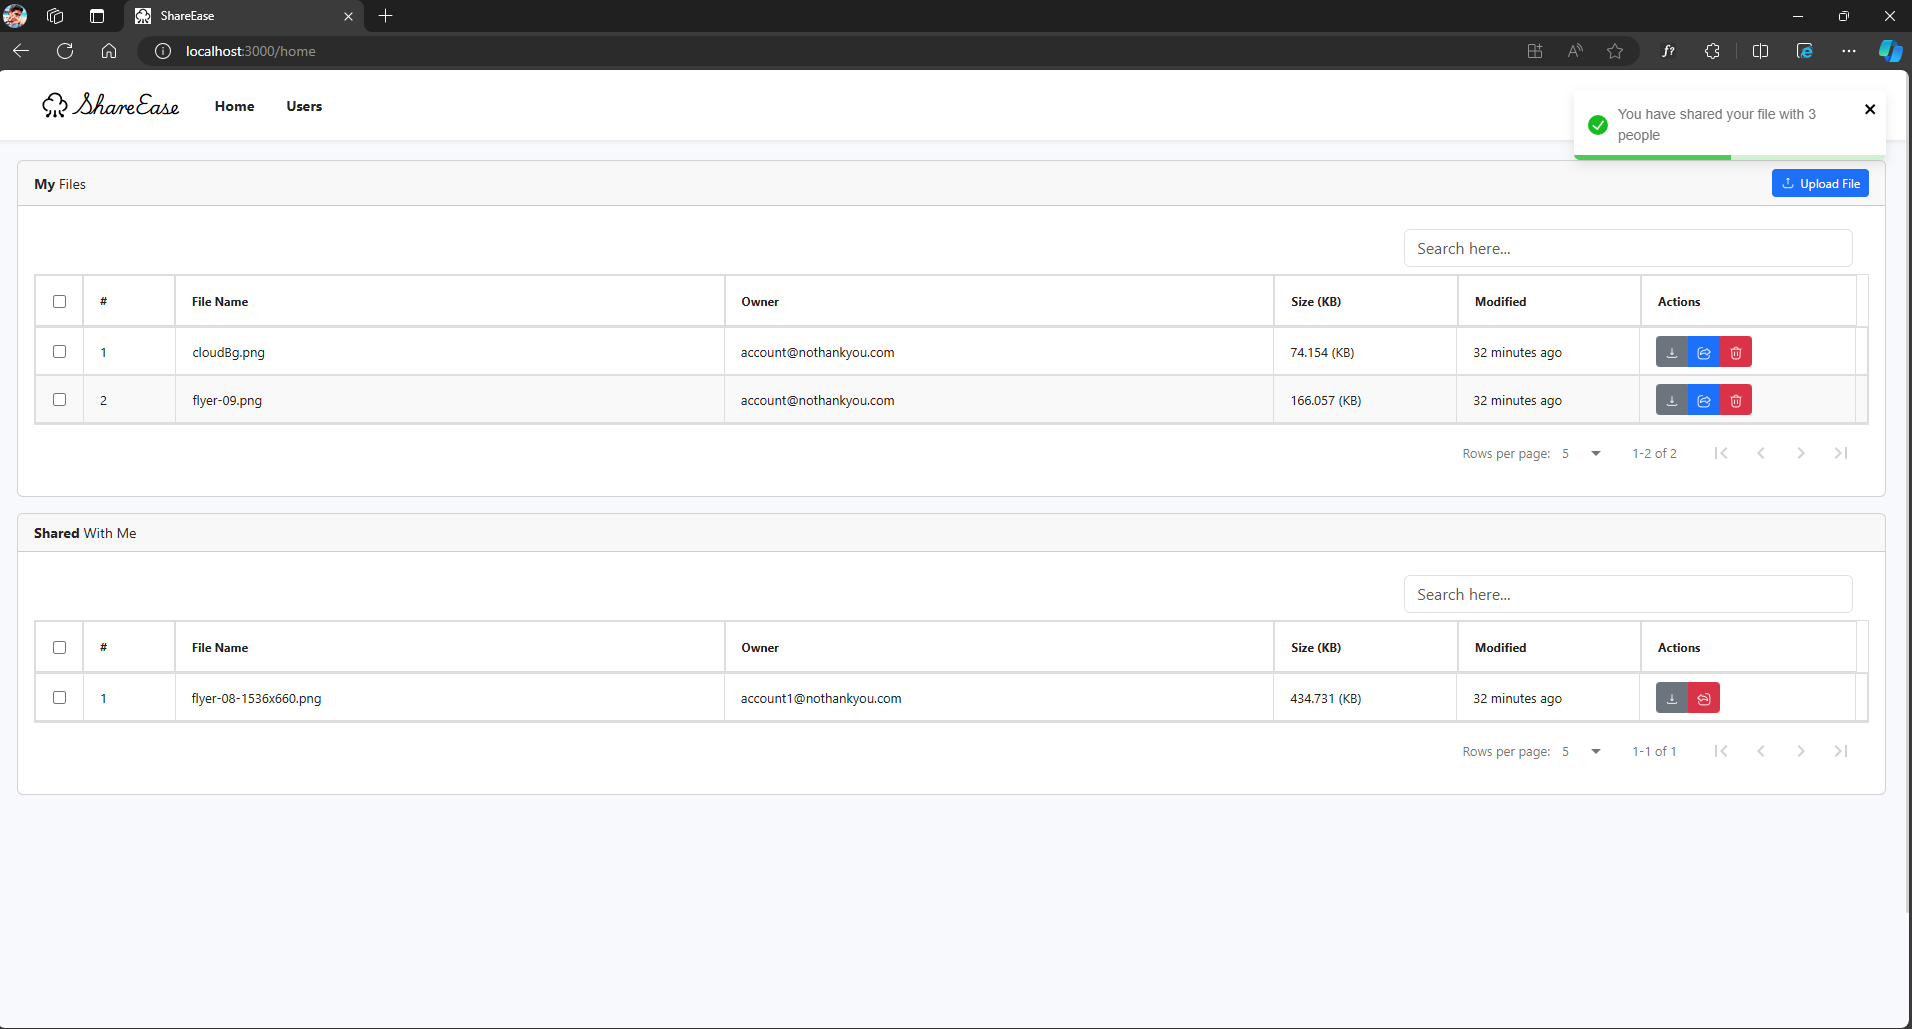 ShareEase
localhost:3000/home
ShareEase Home Users
You have shared your file with 3
people
My Files
Upload File
Search here...
# File Name Owner Size (KB) Modified Actions
1 cloudBg.png account@nothankyou.com 74.154 (KB) 32 minutes ago
2 flyer-09.png account@nothankyou.com 166.057 (KB) 32 minutes ago
Rows per page: 5 1-2 of 2
Shared With Me
Search here...
# File Name Owner Size (KB) Modified Actions
1 flyer-08-1536x660.png account1@nothankyou.com 434.731 (KB) 32 minutes ago
Rows per page: 5 1-1 of 1